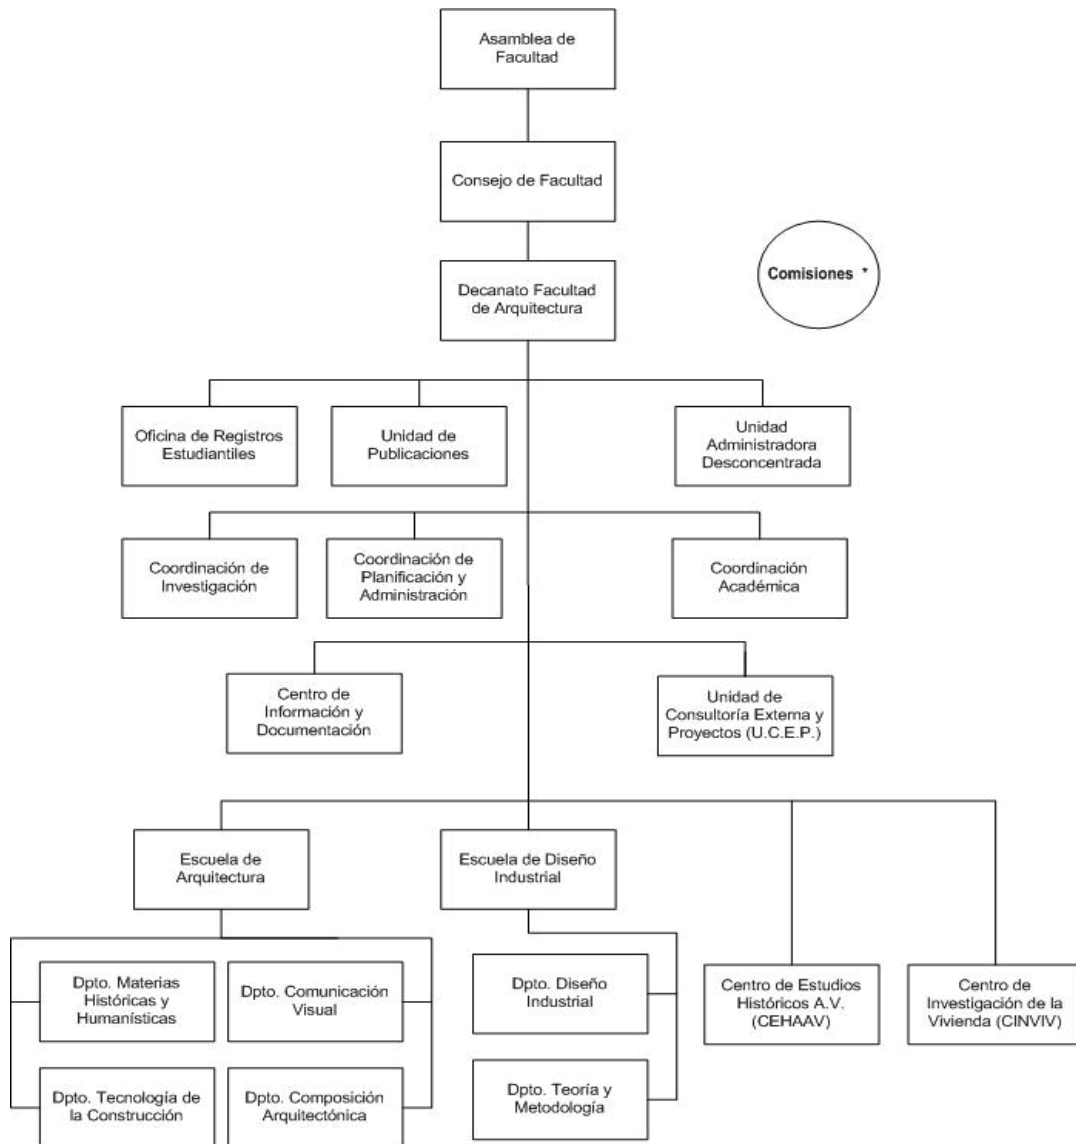 Asamblea de
Facultad
Consejo de Facultad
Decanato Facultad
de Arquitectura
Comisiones *
Oficina de Registros
Estudiantiles
Unidad de
Publicaciones
Unidad
Administradora
Desconcentrada
Coordinación de
Investigación
Coordinación de
Planificación y
Administración
Coordinación
Académica
Centro de
Información y
Documentación
Unidad de
Consultoría Externa y
Proyectos (U.C.E.P.)
Escuela de
Arquitectura
Escuela de Diseño
Industrial
Dpto. Materias
Históricas y
Humanísticas
Dpto. Comunicación
Visual
Dpto. Diseño
Industrial
Centro de Estudios
Históricos A.V.
(CEHAAV)
Centro de
Investigación de la
Vivienda (CINVIV)
Dpto. Tecnología de
la Construcción
Dpto. Composición
Arquitectónica
Dpto. Teoría y
Metodología